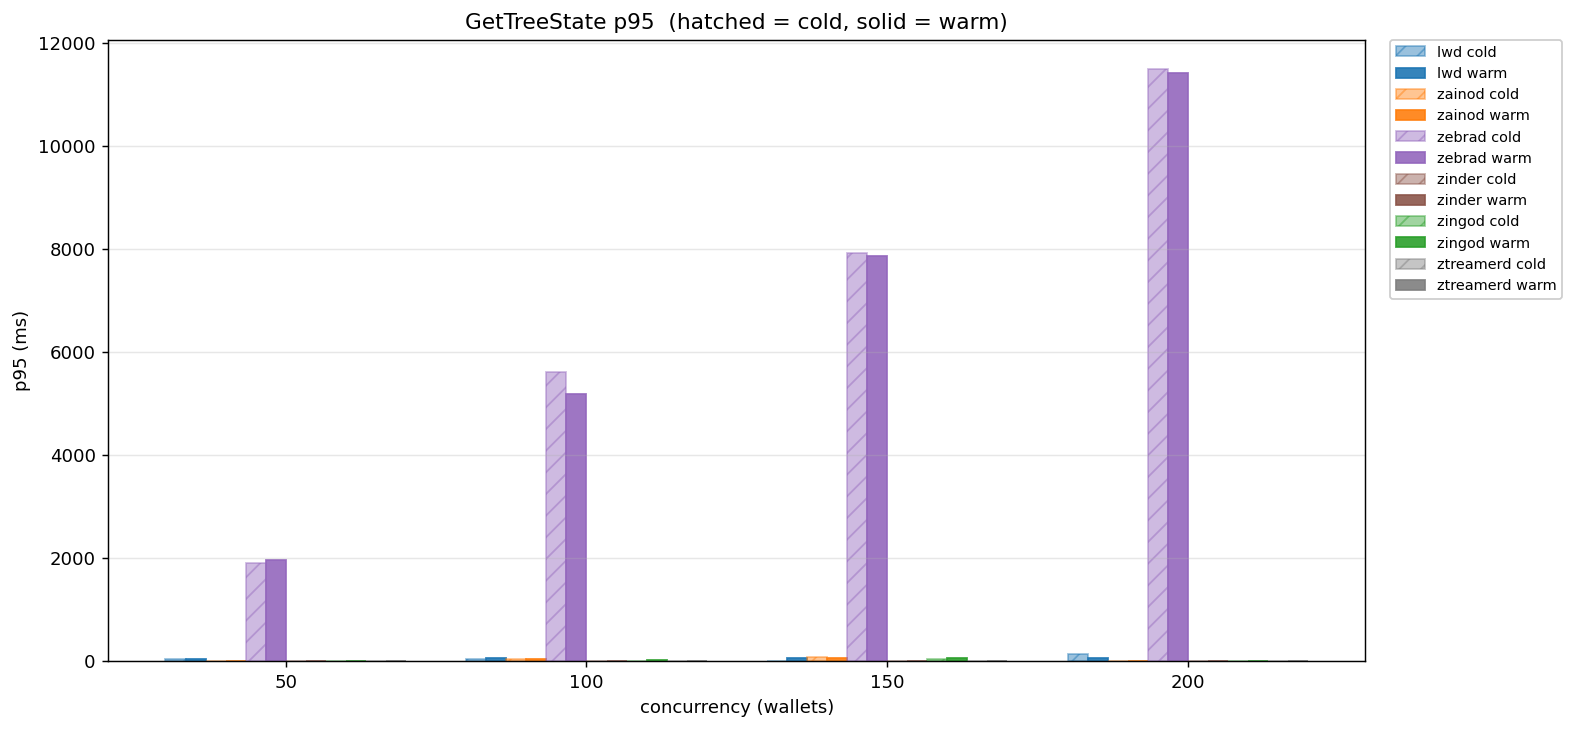 GetTreeState p95  (hatched = cold, solid = warm)
12000
10000
8000
6000
4000
2000
0
p95 (ms)
50
100
150
200
concurrency (wallets)
lwd cold
lwd warm
zainod cold
zainod warm
zebrad cold
zebrad warm
zinder cold
zinder warm
zingod cold
zingod warm
ztreamerd cold
ztreamerd warm